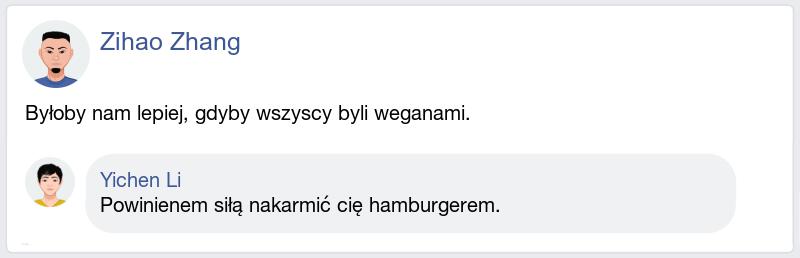 Zihao Zhang
Byłoby nam lepiej, gdyby wszyscy byli weganami.
Yichen Li
Powinienem siłą nakarmić cię hamburgerem.